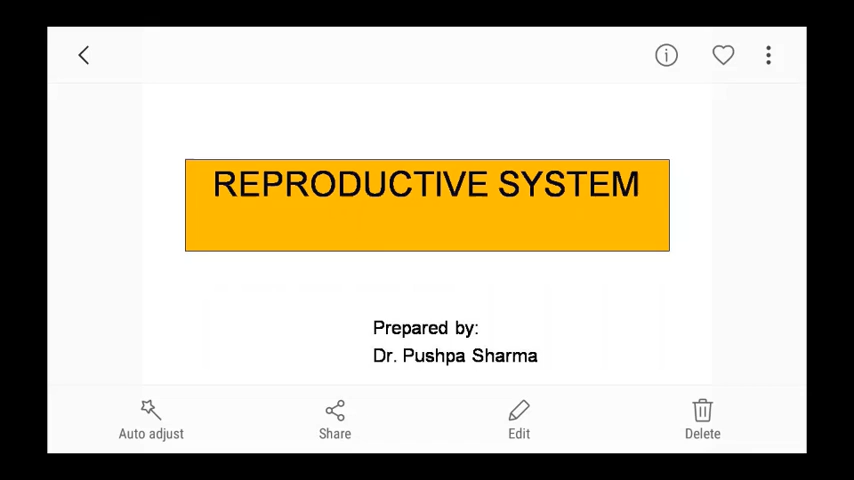 REPRODUCTIVE SYSTEM
Prepared by:
Dr. Pushpa Sharma
Auto adjust
Share
Edit
Delete